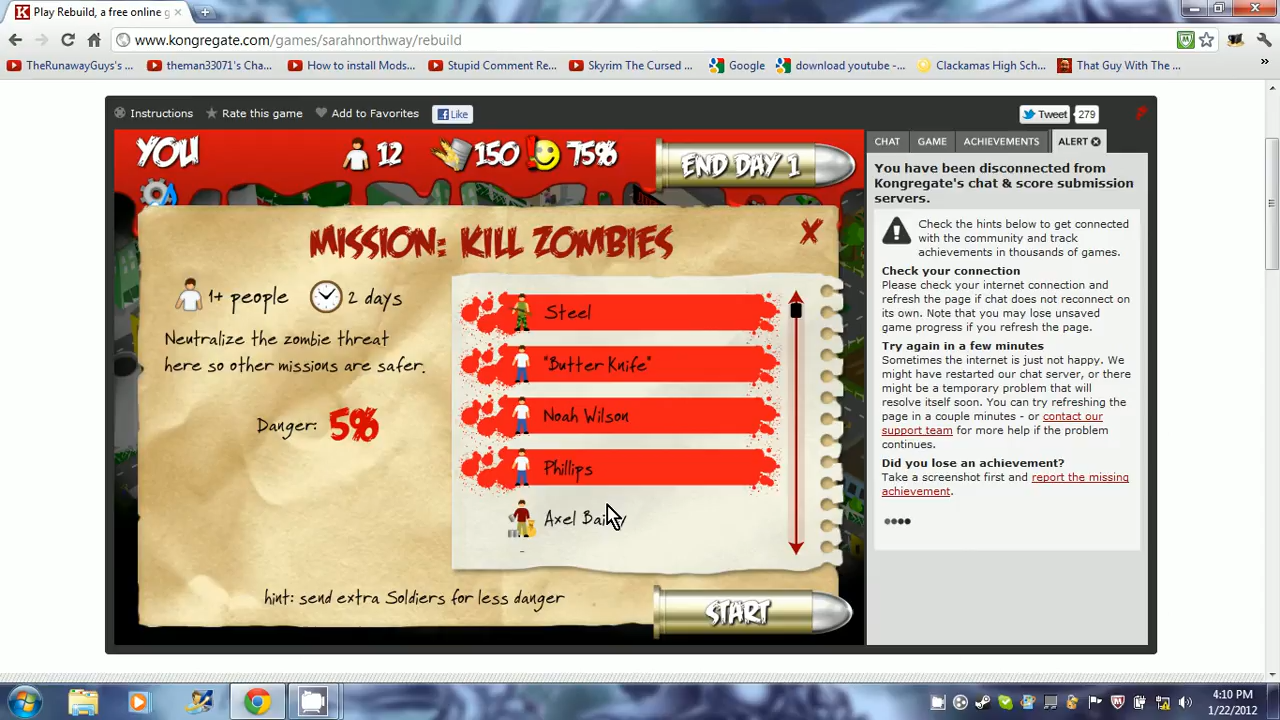 Play Rebuild, a free online g
www.kongregate.com/games/sarahnorthway/rebuild
TheRunawayGuys's ...
theman33071's Cha...
How to install Mods...
Stupid Comment Re...
Skyrim The Cursed ...
Google
download youtube -...
Clackamas High Sch...
That Guy With The ...
Instructions
Rate this game
Add to Favorites
Like
Tweet
279
YOU
12
150
75%
END DAY 1
CHAT
GAME
ACHIEVEMENTS
ALERT
MISSION: KILL ZOMBIES
X
1+ people
2 days
Neutralize the zombie threat
here so other missions are safer.
Danger: 5%
Steel
"Butter Knife"
Noah Wilson
Phillips
Axel
hint: send extra Soldiers for less danger
START
You have been disconnected from
Kongregate's chat & score submission
servers.
Check the hints below to get connected
with the community and track
achievements in thousands of games.
Check your connection
Please check your internet connection and
refresh the page if chat does not reconnect on
its own. Note that you may lose unsaved
game progress if you refresh the page.
Try again in a few minutes
Sometimes the internet is just not happy. We
might have restarted our chat server, or there
might be a temporary problem that will
resolve itself soon. You can try refreshing the
page in a couple minutes - or contact our
support team for more help if the problem
continues.
Did you lose an achievement?
Take a screenshot first and report the missing
achievement.
4:10 PM
1/22/2012